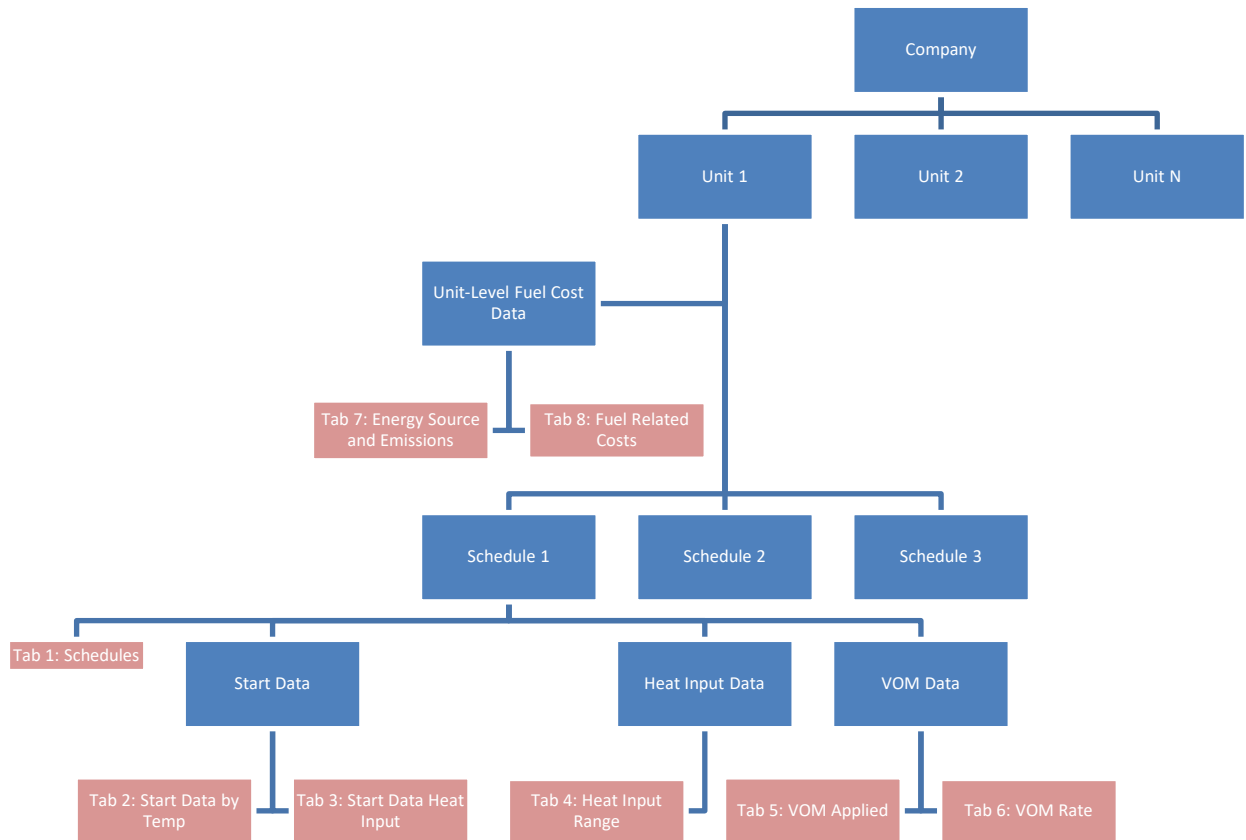 Company
Unit 1
Unit 2
Unit N
Unit-Level Fuel Cost
Data
Tab 7: Energy Source
and Emissions
Tab 8: Fuel Related
Costs
Schedule 1
Schedule 2
Schedule 3
Tab 1: Schedules
Start Data
Heat Input Data
VOM Data
Tab 2: Start Data by
Temp
Tab 3: Start Data Heat
Input
Tab 4: Heat Input
Range
Tab 5: VOM Applied
Tab 6: VOM Rate